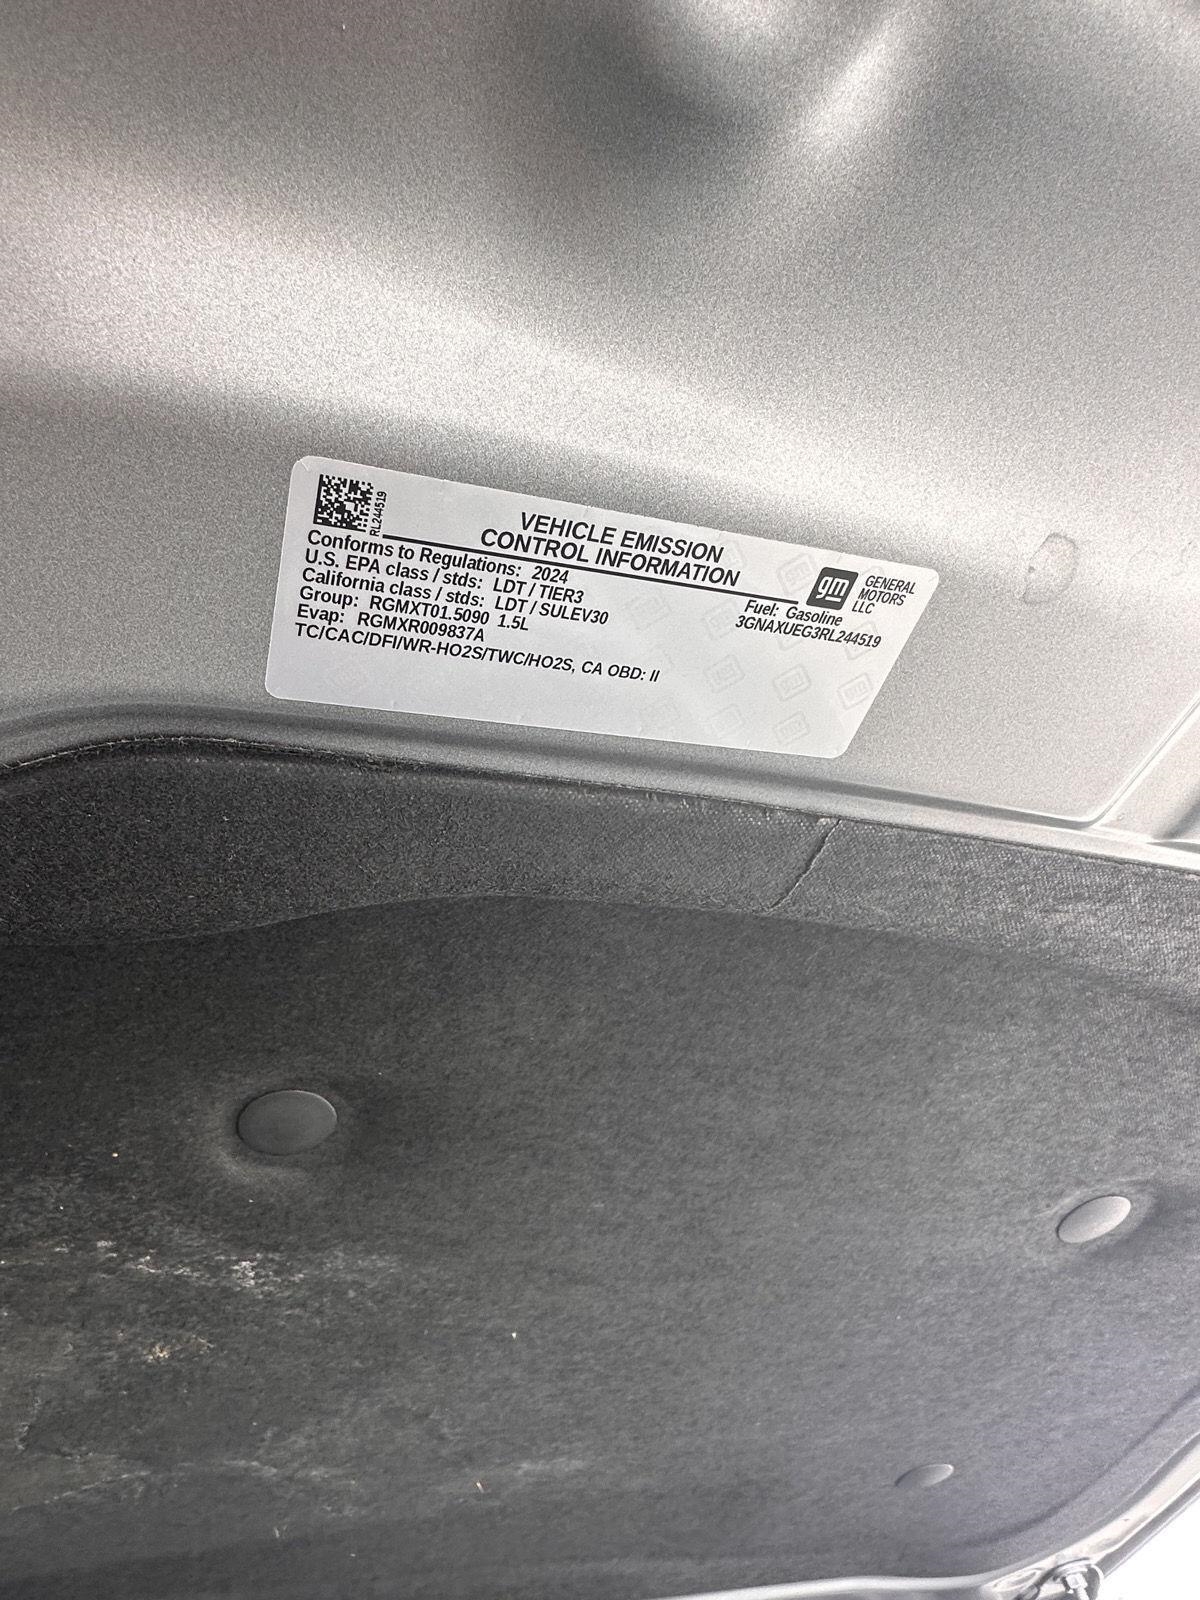 RL244519
VEHICLE EMISSION
CONTROL INFORMATION
gm
GENERAL
MOTORS
LLC
Conforms to Regulations: 2024
U.S. EPA class / stds: LDT / TIER3
California class / stds: LDT / SULEV30
Group: RGMXT01.5090 1.5L
Evap: RGMXR009837A
TC/CAC/DFI/WR-HO2S/TWC/HO2S, CA OBD: II
Fuel: Gasoline
3GNAXUEG3RL244519